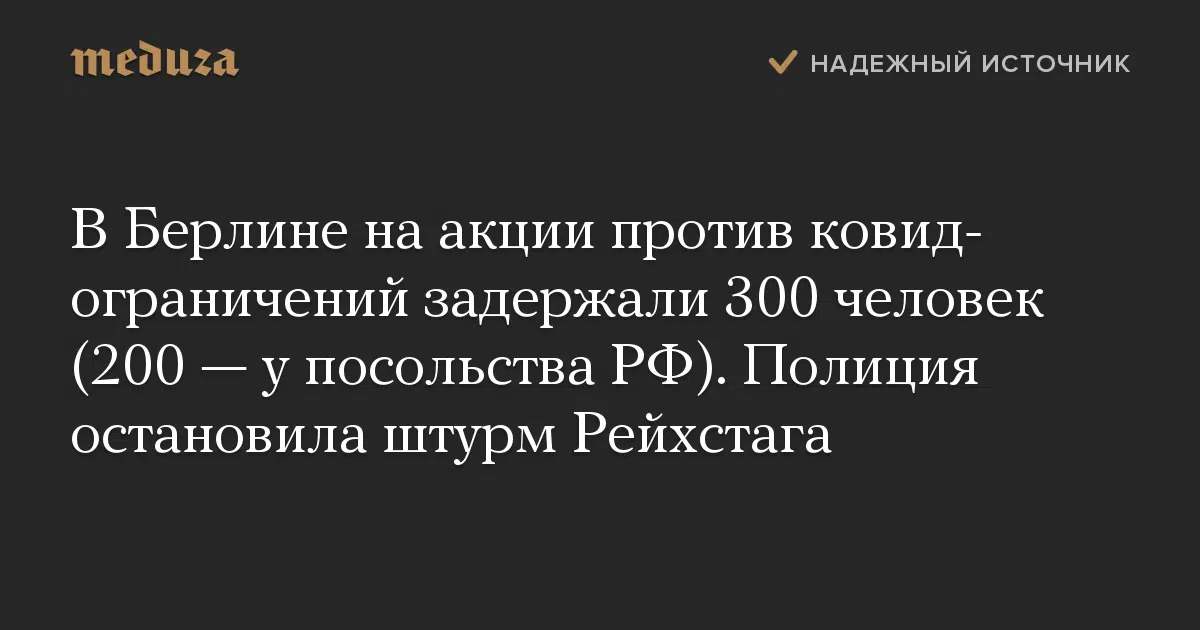 meduza
НАДЕЖНЫЙ ИСТОЧНИК
В Берлине на акции против ковид-
ограничений задержали 300 человек
(200 — у посольства РФ). Полиция
остановила штурм Рейхстага